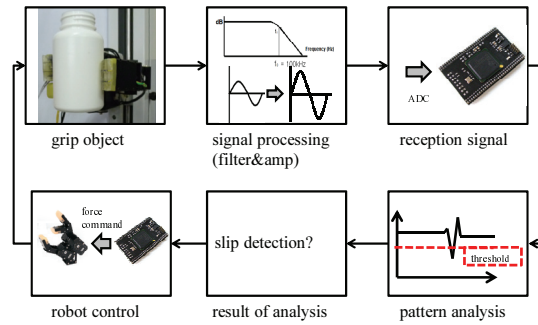 dB
Frequency (Hz)
= 100kHz
ADC
grip object
signal processing
(filter&amp)
reception signal
force
command
slip detection?
threshold
robot control
result of analysis
pattern analysis